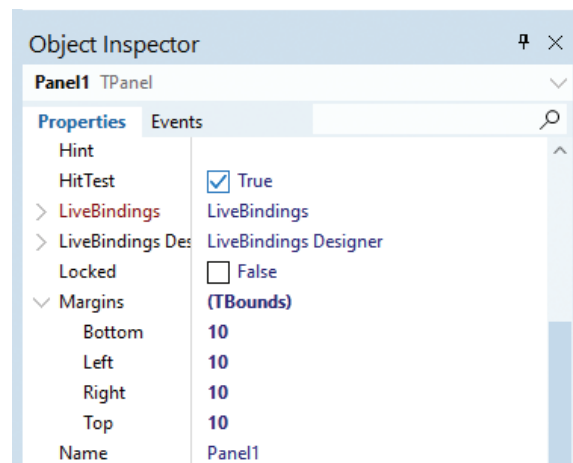 Object Inspector
Panel1 TPanel
Properties Events
Hint
HitTest True
LiveBindings LiveBindings
LiveBindings Des LiveBindings Designer
Locked False
Margins (TBounds)
Bottom 10
Left 10
Right 10
Top 10
Name Panel1